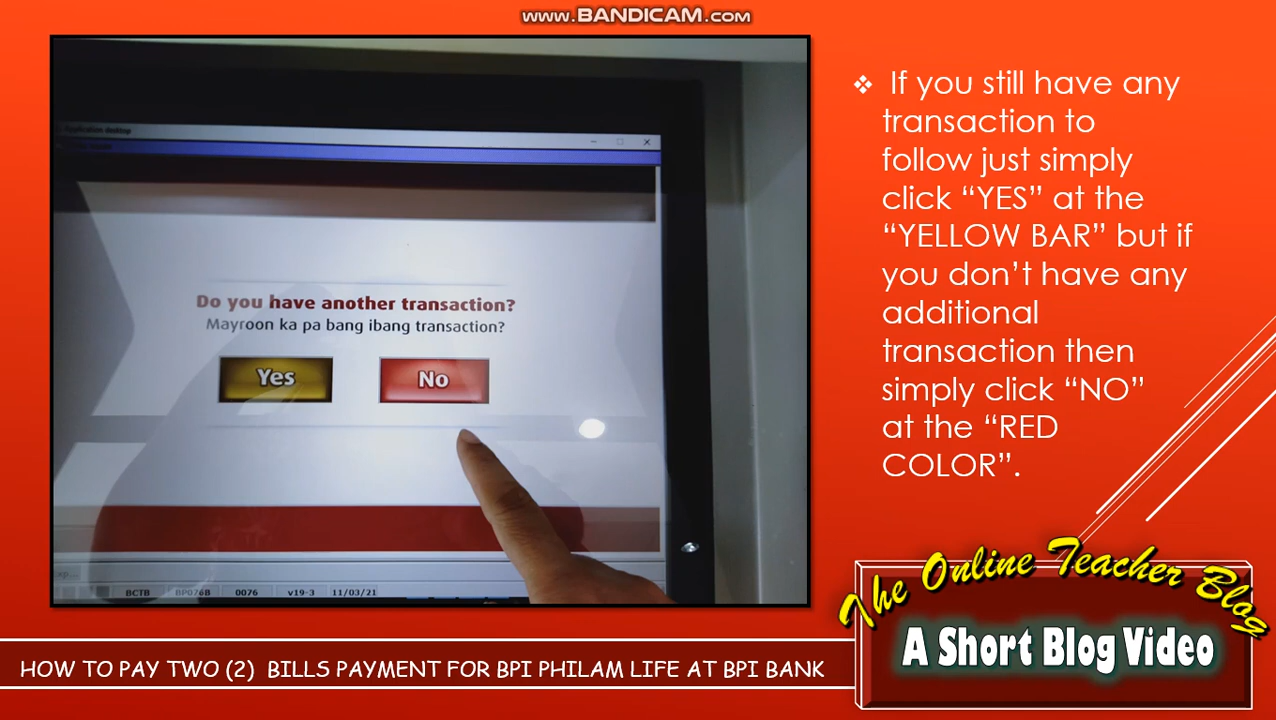 www.BANDICAM.com
Application desktop
Do you have another transaction?
Mayroon ka pa bang ibang transaction?
Yes
No
BCTB BP076B 0076 v19-3 11/03/21
❖ If you still have any
transaction to
follow just simply
click “YES” at the
“YELLOW BAR” but if
you don’t have any
additional
transaction then
simply click “NO”
at the “RED
COLOR”.
The Online Teacher Blog
A Short Blog Video
HOW TO PAY TWO (2) BILLS PAYMENT FOR BPI PHILAM LIFE AT BPI BANK